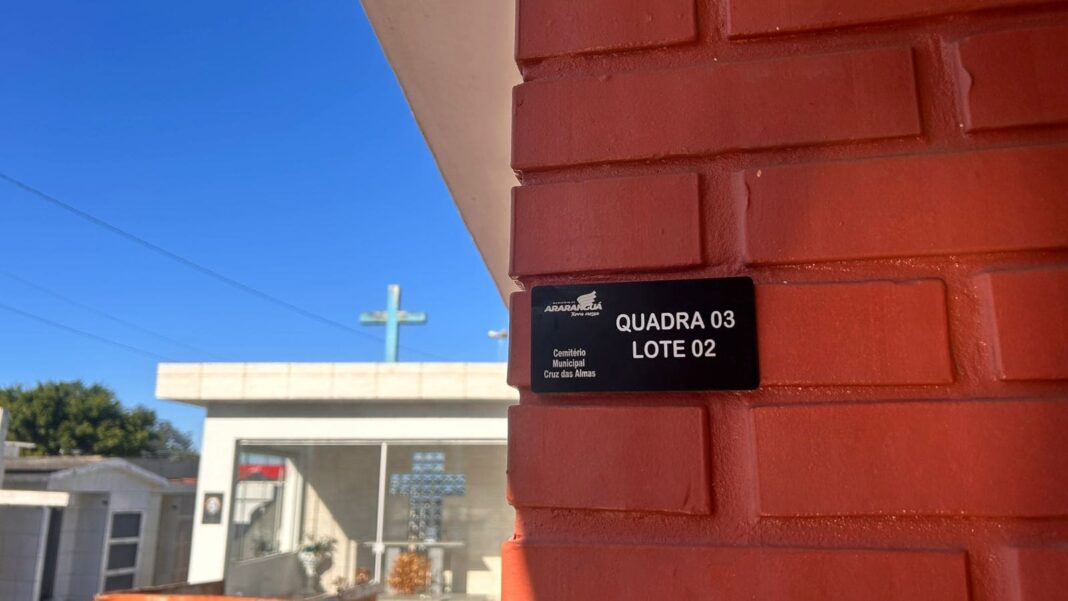 ARARANGUÁ
Cemitério
Municipal
Cruz das Almas
QUADRA 03
LOTE 02